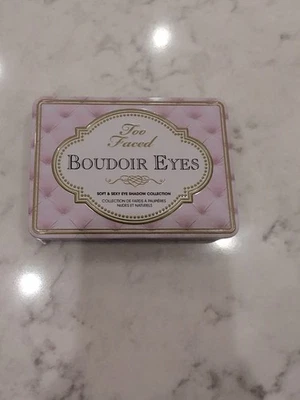 Too
Faced
BOUDOIR EYES
SOFT & SEXY EYE SHADOW COLLECTION
COLLECTION DE FARDS À PAUPIÈRES
NUDES ET NATURELS